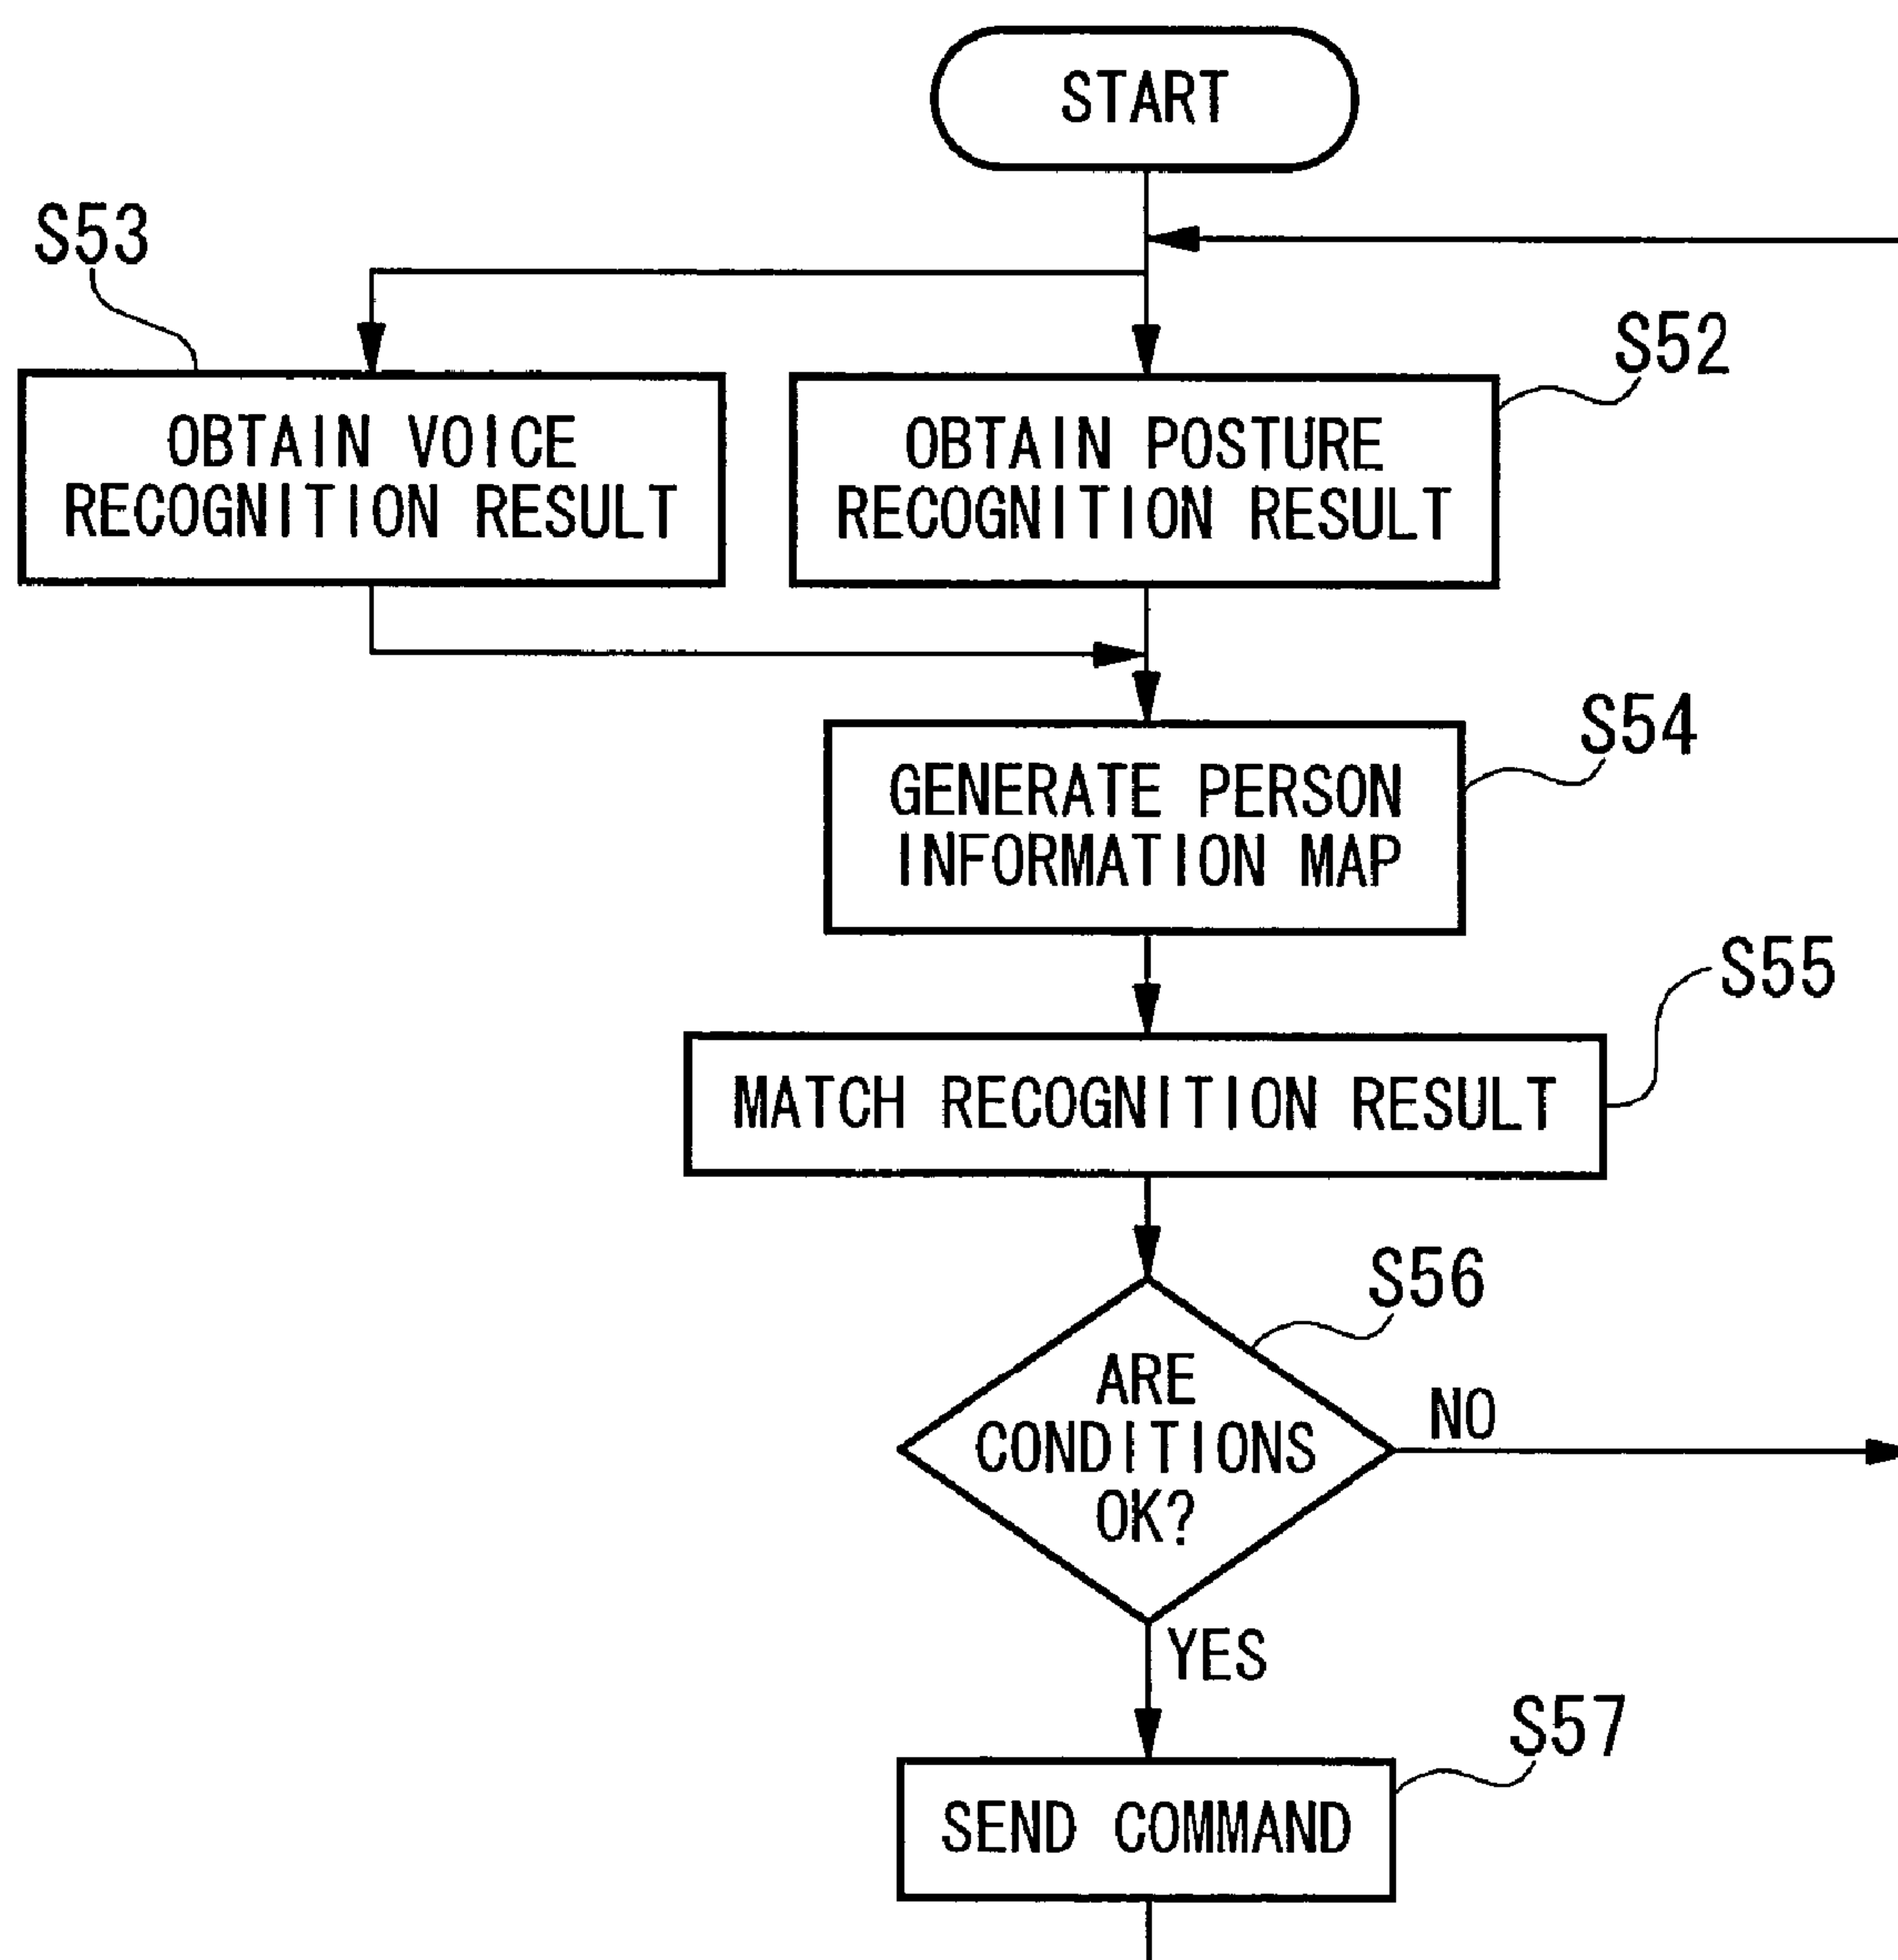 START
S53
S52
OBTAIN VOICE
RECOGNITION RESULT
OBTAIN POSTURE
RECOGNITION RESULT
S54
GENERATE PERSON
INFORMATION MAP
S55
MATCH RECOGNITION RESULT
S56
ARE
CONDITIONS
OK?
NO
YES
S57
SEND COMMAND